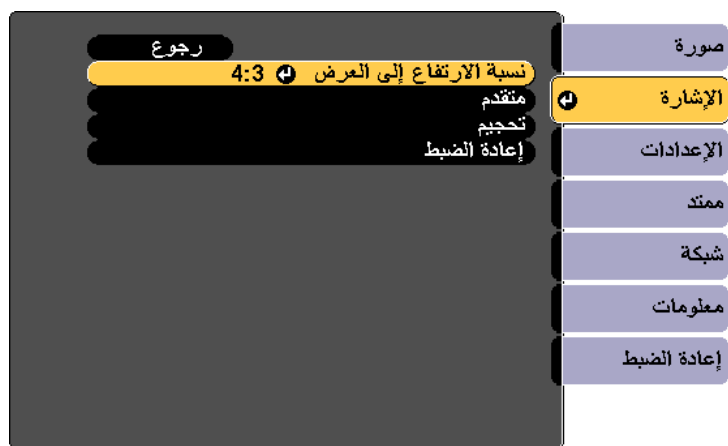 صورة
الإشارة
الإعدادات
ممتد
شبكة
معلومات
إعادة الضبط
رجوع
نسبة الارتفاع إلى العرض 4:3
متقدم
تحجيم
إعادة الضبط